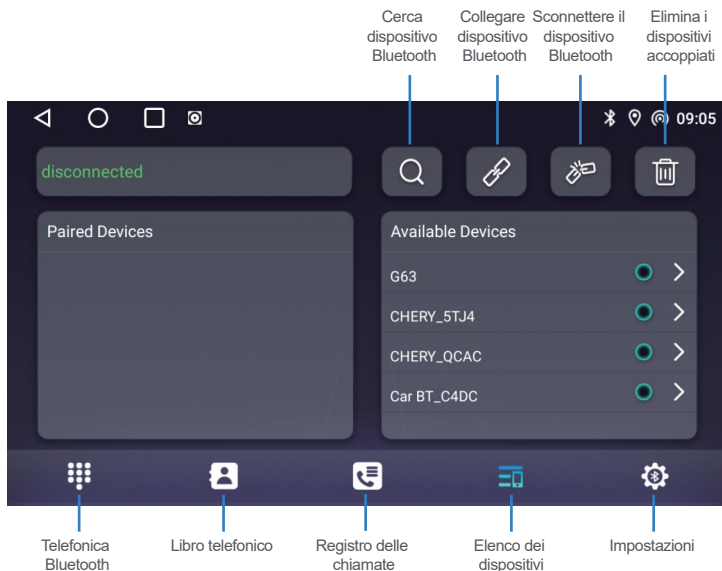 Cerca
dispositivo
Bluetooth
Collegare
dispositivo
Bluetooth
Sconnettere il
dispositivo
Bluetooth
Elimina i
dispositivi
accoppiati
09:05
disconnected
Paired Devices
Available Devices
G63
CHERY_5TJ4
CHERY_QCAC
Car BT_C4DC
Telefonica
Bluetooth
Libro telefonico
Registro delle
chiamate
Elenco dei
dispositivi
Impostazioni